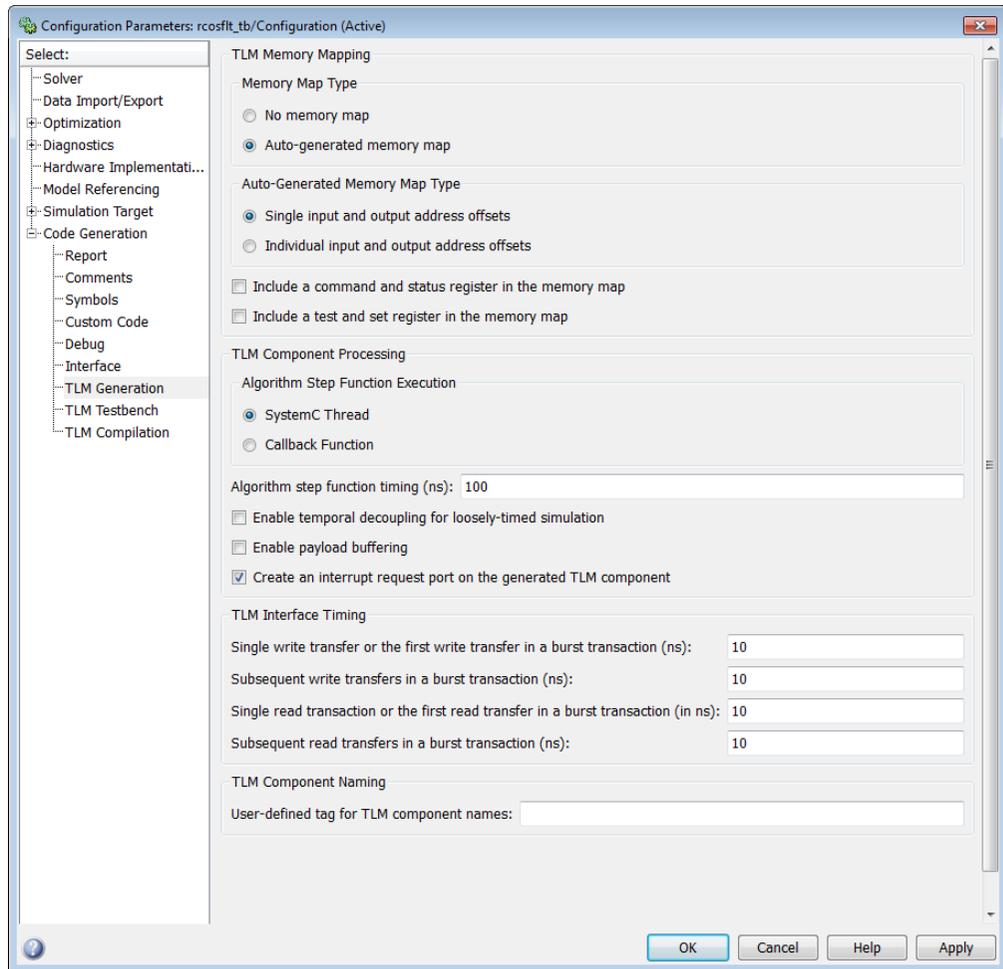 Configuration Parameters: rcosflt_tb/Configuration (Active)
Select:
Solver
Data Import/Export
Optimization
Diagnostics
Hardware Implementati...
Model Referencing
Simulation Target
Code Generation
Report
Comments
Symbols
Custom Code
Debug
Interface
TLM Generation
TLM Testbench
TLM Compilation
TLM Memory Mapping
Memory Map Type
No memory map
Auto-generated memory map
Auto-Generated Memory Map Type
Single input and output address offsets
Individual input and output address offsets
Include a command and status register in the memory map
Include a test and set register in the memory map
TLM Component Processing
Algorithm Step Function Execution
SystemC Thread
Callback Function
Algorithm step function timing (ns): 100
Enable temporal decoupling for loosely-timed simulation
Enable payload buffering
Create an interrupt request port on the generated TLM component
TLM Interface Timing
Single write transfer or the first write transfer in a burst transaction (ns): 10
Subsequent write transfers in a burst transaction (ns): 10
Single read transaction or the first read transfer in a burst transaction (in ns): 10
Subsequent read transfers in a burst transaction (ns): 10
TLM Component Naming
User-defined tag for TLM component names:
OK Cancel Help Apply